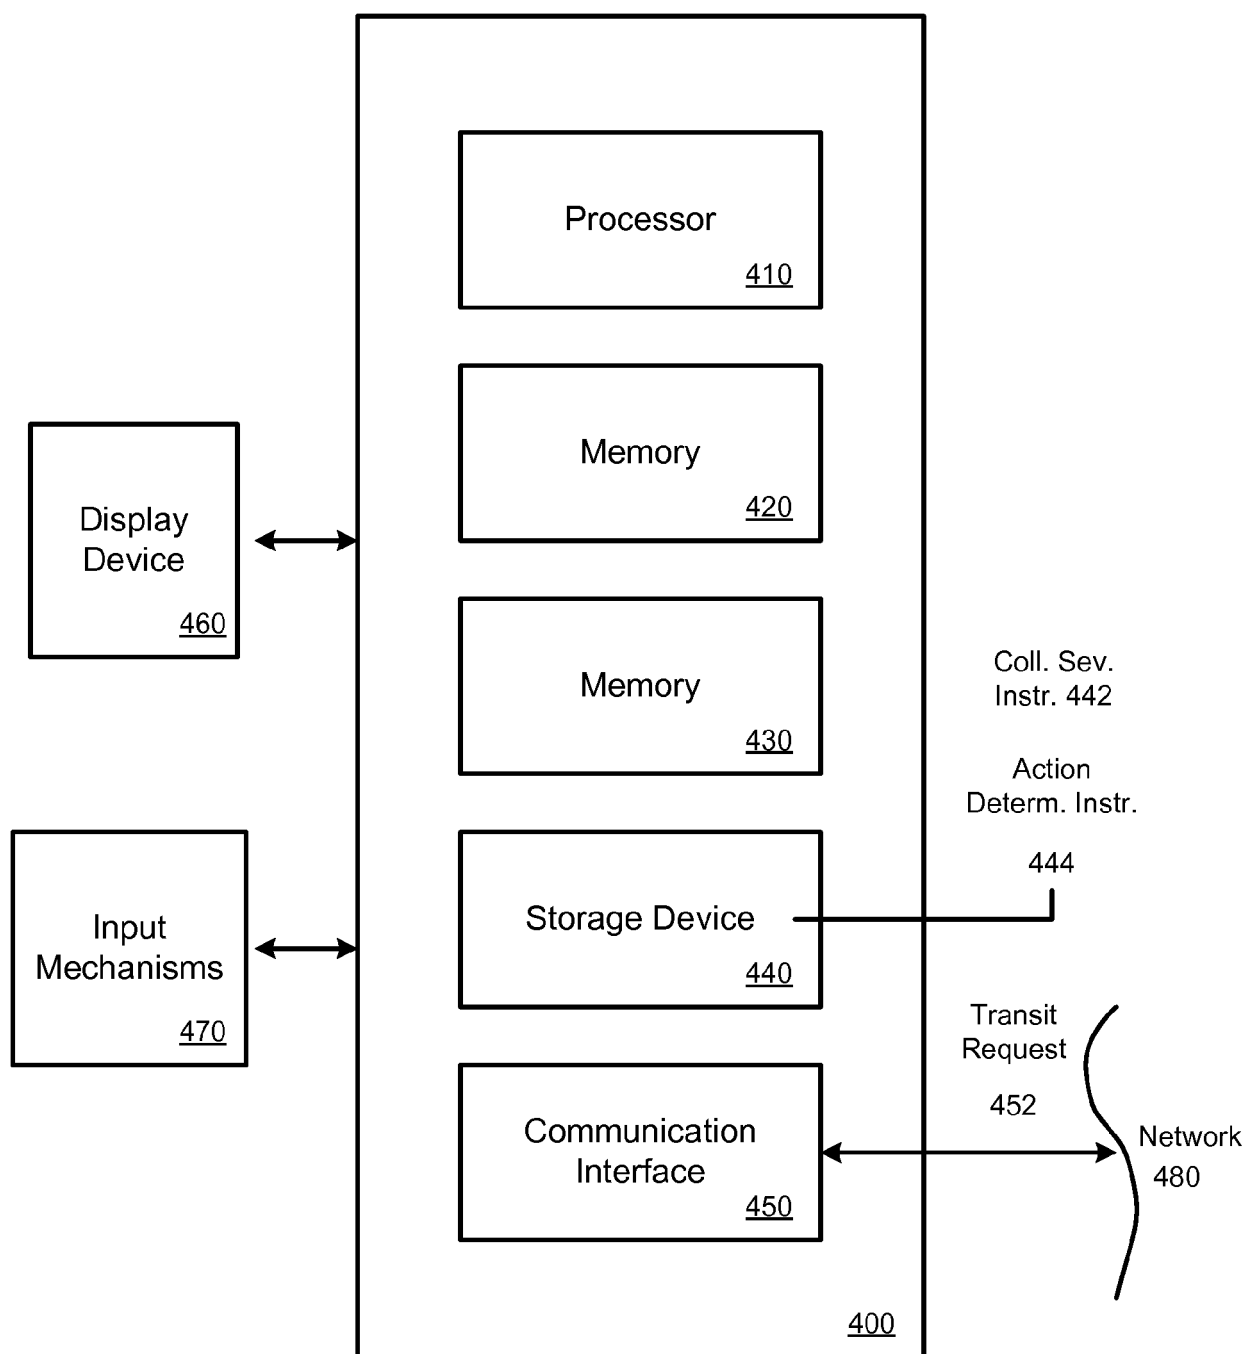 Processor
410
Memory
420
Display
Device
460
Memory
430
Coll. Sev.
Instr. 442
Action
Determ. Instr.
444
Storage Device
440
Input
Mechanisms
470
Transit
Request
452
Communication
Interface
450
Network
480
400